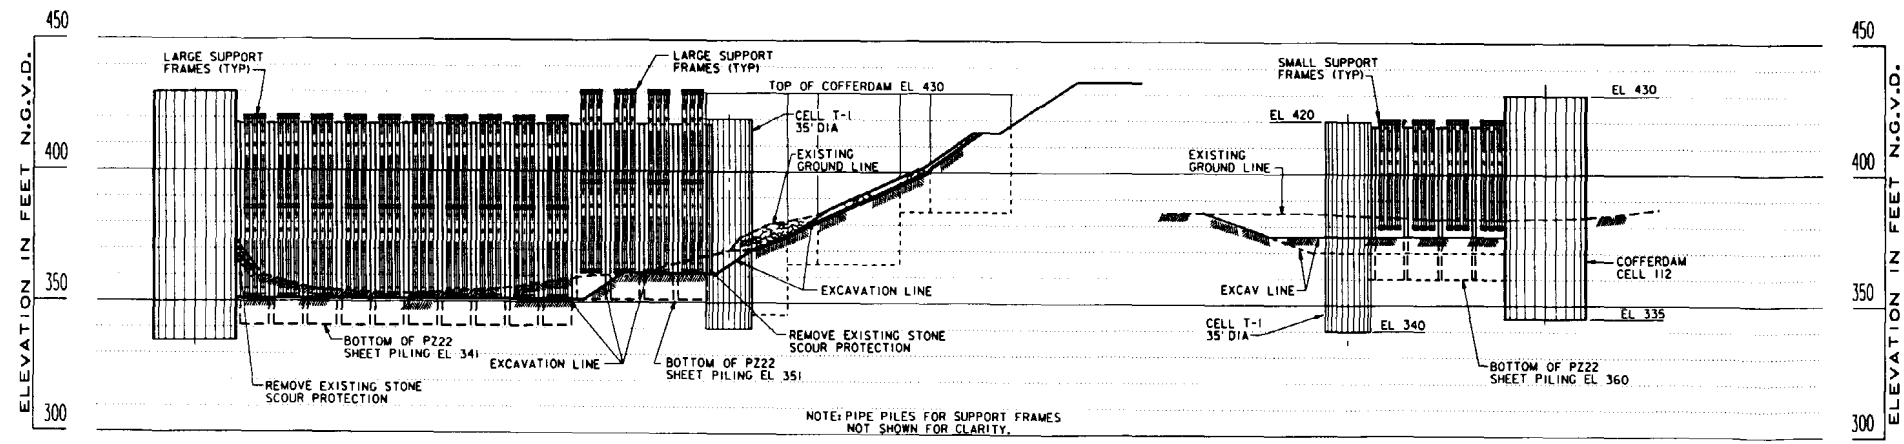 450
400
350
300
ELEVATION IN FEET N.G.V.D.
LARGE SUPPORT
FRAMES (TYP)
LARGE SUPPORT
FRAMES (TYP)
TOP OF COFFERDAM EL 430
CELL T-1
35' DIA
EXISTING
GROUND LINE
EXCAVATION LINE
REMOVE EXISTING STONE
SCOUR PROTECTION
BOTTOM OF PZ22
SHEET PILING EL 341
EXCAVATION LINE
BOTTOM OF PZ22
SHEET PILING EL 351
REMOVE EXISTING STONE
SCOUR PROTECTION
NOTE: PIPE PILES FOR SUPPORT FRAMES
NOT SHOWN FOR CLARITY.
SMALL SUPPORT
FRAMES (TYP)
EL 430
EL 420
EXISTING
GROUND LINE
COFFERDAM
CELL 112
EXCAV LINE
CELL T-1
35' DIA
EL 340
EL 335
BOTTOM OF PZ22
SHEET PILING EL 360
450
400
350
300
ELEVATION IN FEET N.G.V.D.